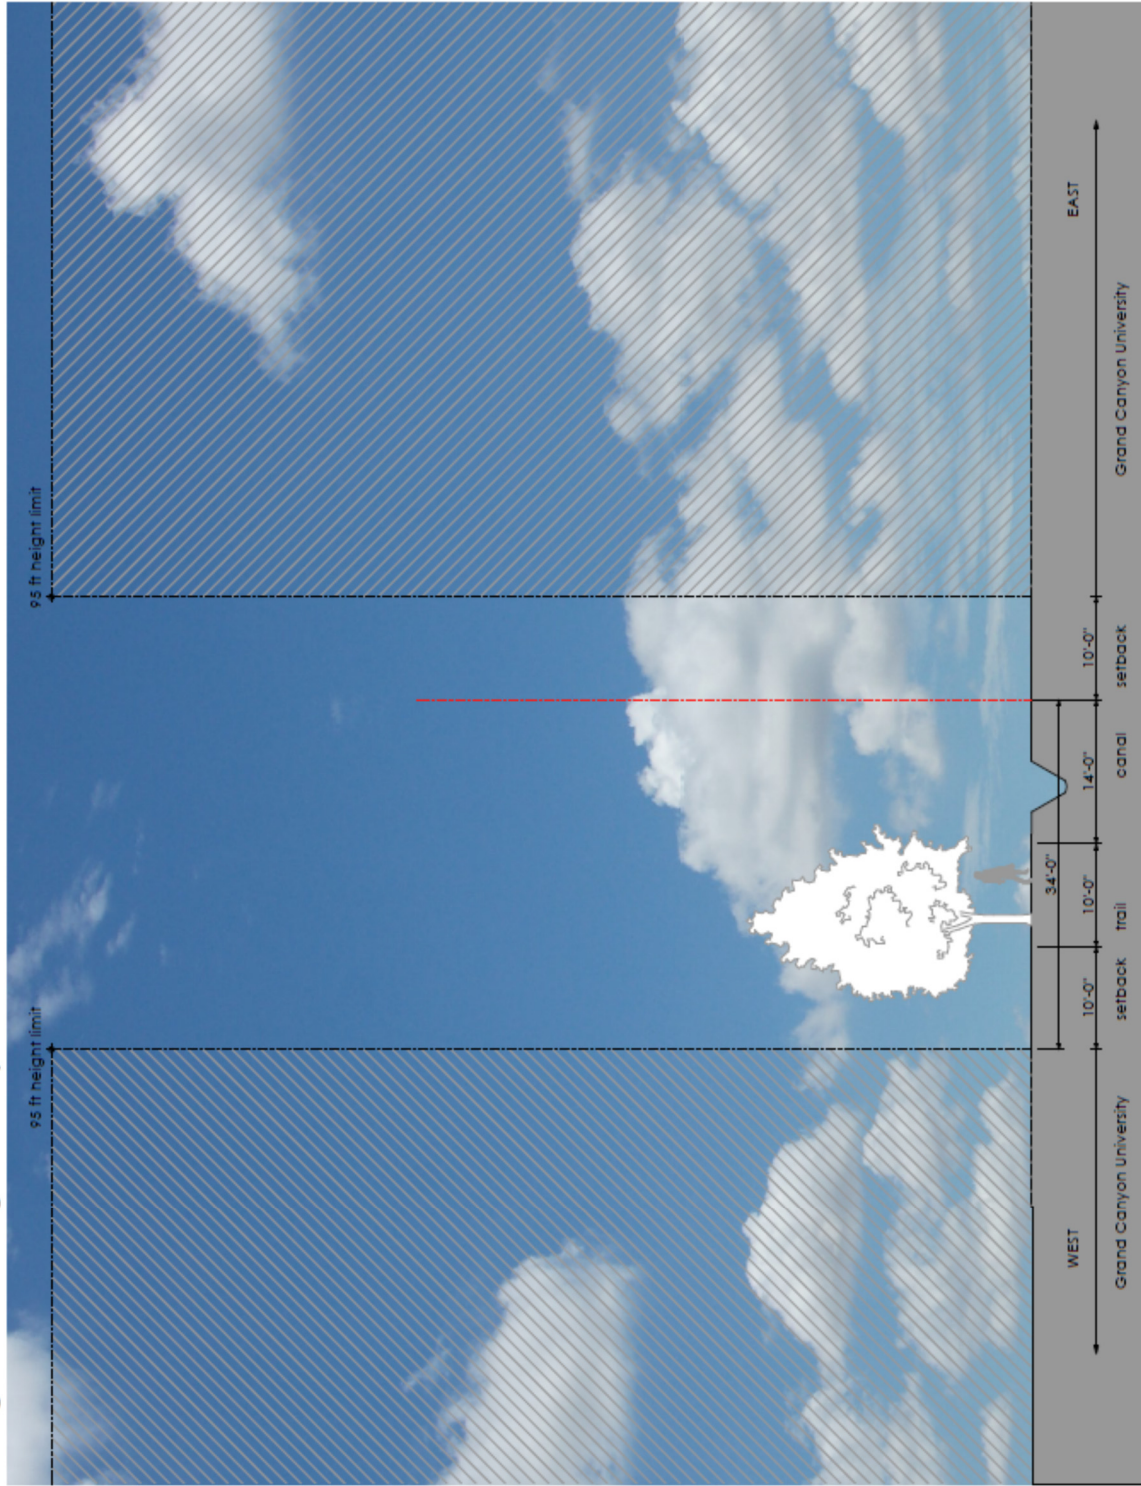 95 ft height limit
95 ft height limit
34'-0"
WEST
10'-0"
10'-0"
14'-0"
10'-0"
EAST
Grand Canyon University
setback
trail
canal
setback
Grand Canyon University